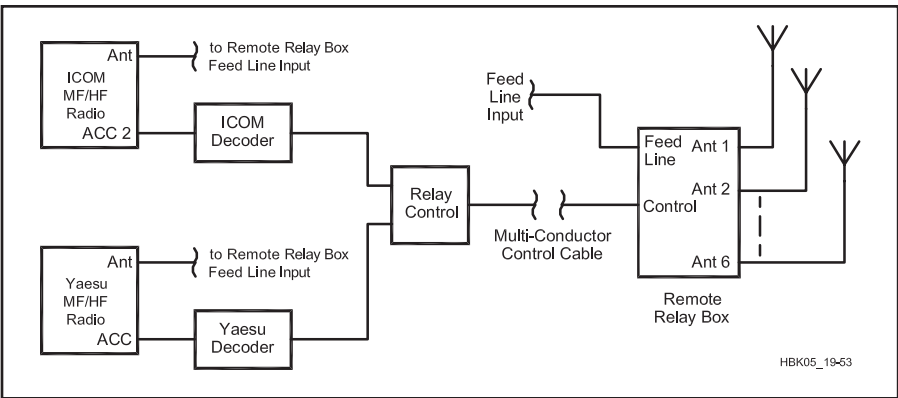 Ant
ICOM
MF/HF
Radio
ACC 2
to Remote Relay Box
Feed Line Input
ICOM
Decoder
Yaesu
MF/HF
Radio
Ant
ACC
to Remote Relay Box
Feed Line Input
Yaesu
Decoder
Relay
Control
Multi-Conductor
Control Cable
Feed
Line
Input
Feed
Line
Control
Ant 1
Ant 2
Ant 6
Remote
Relay Box
HBK05_19-53